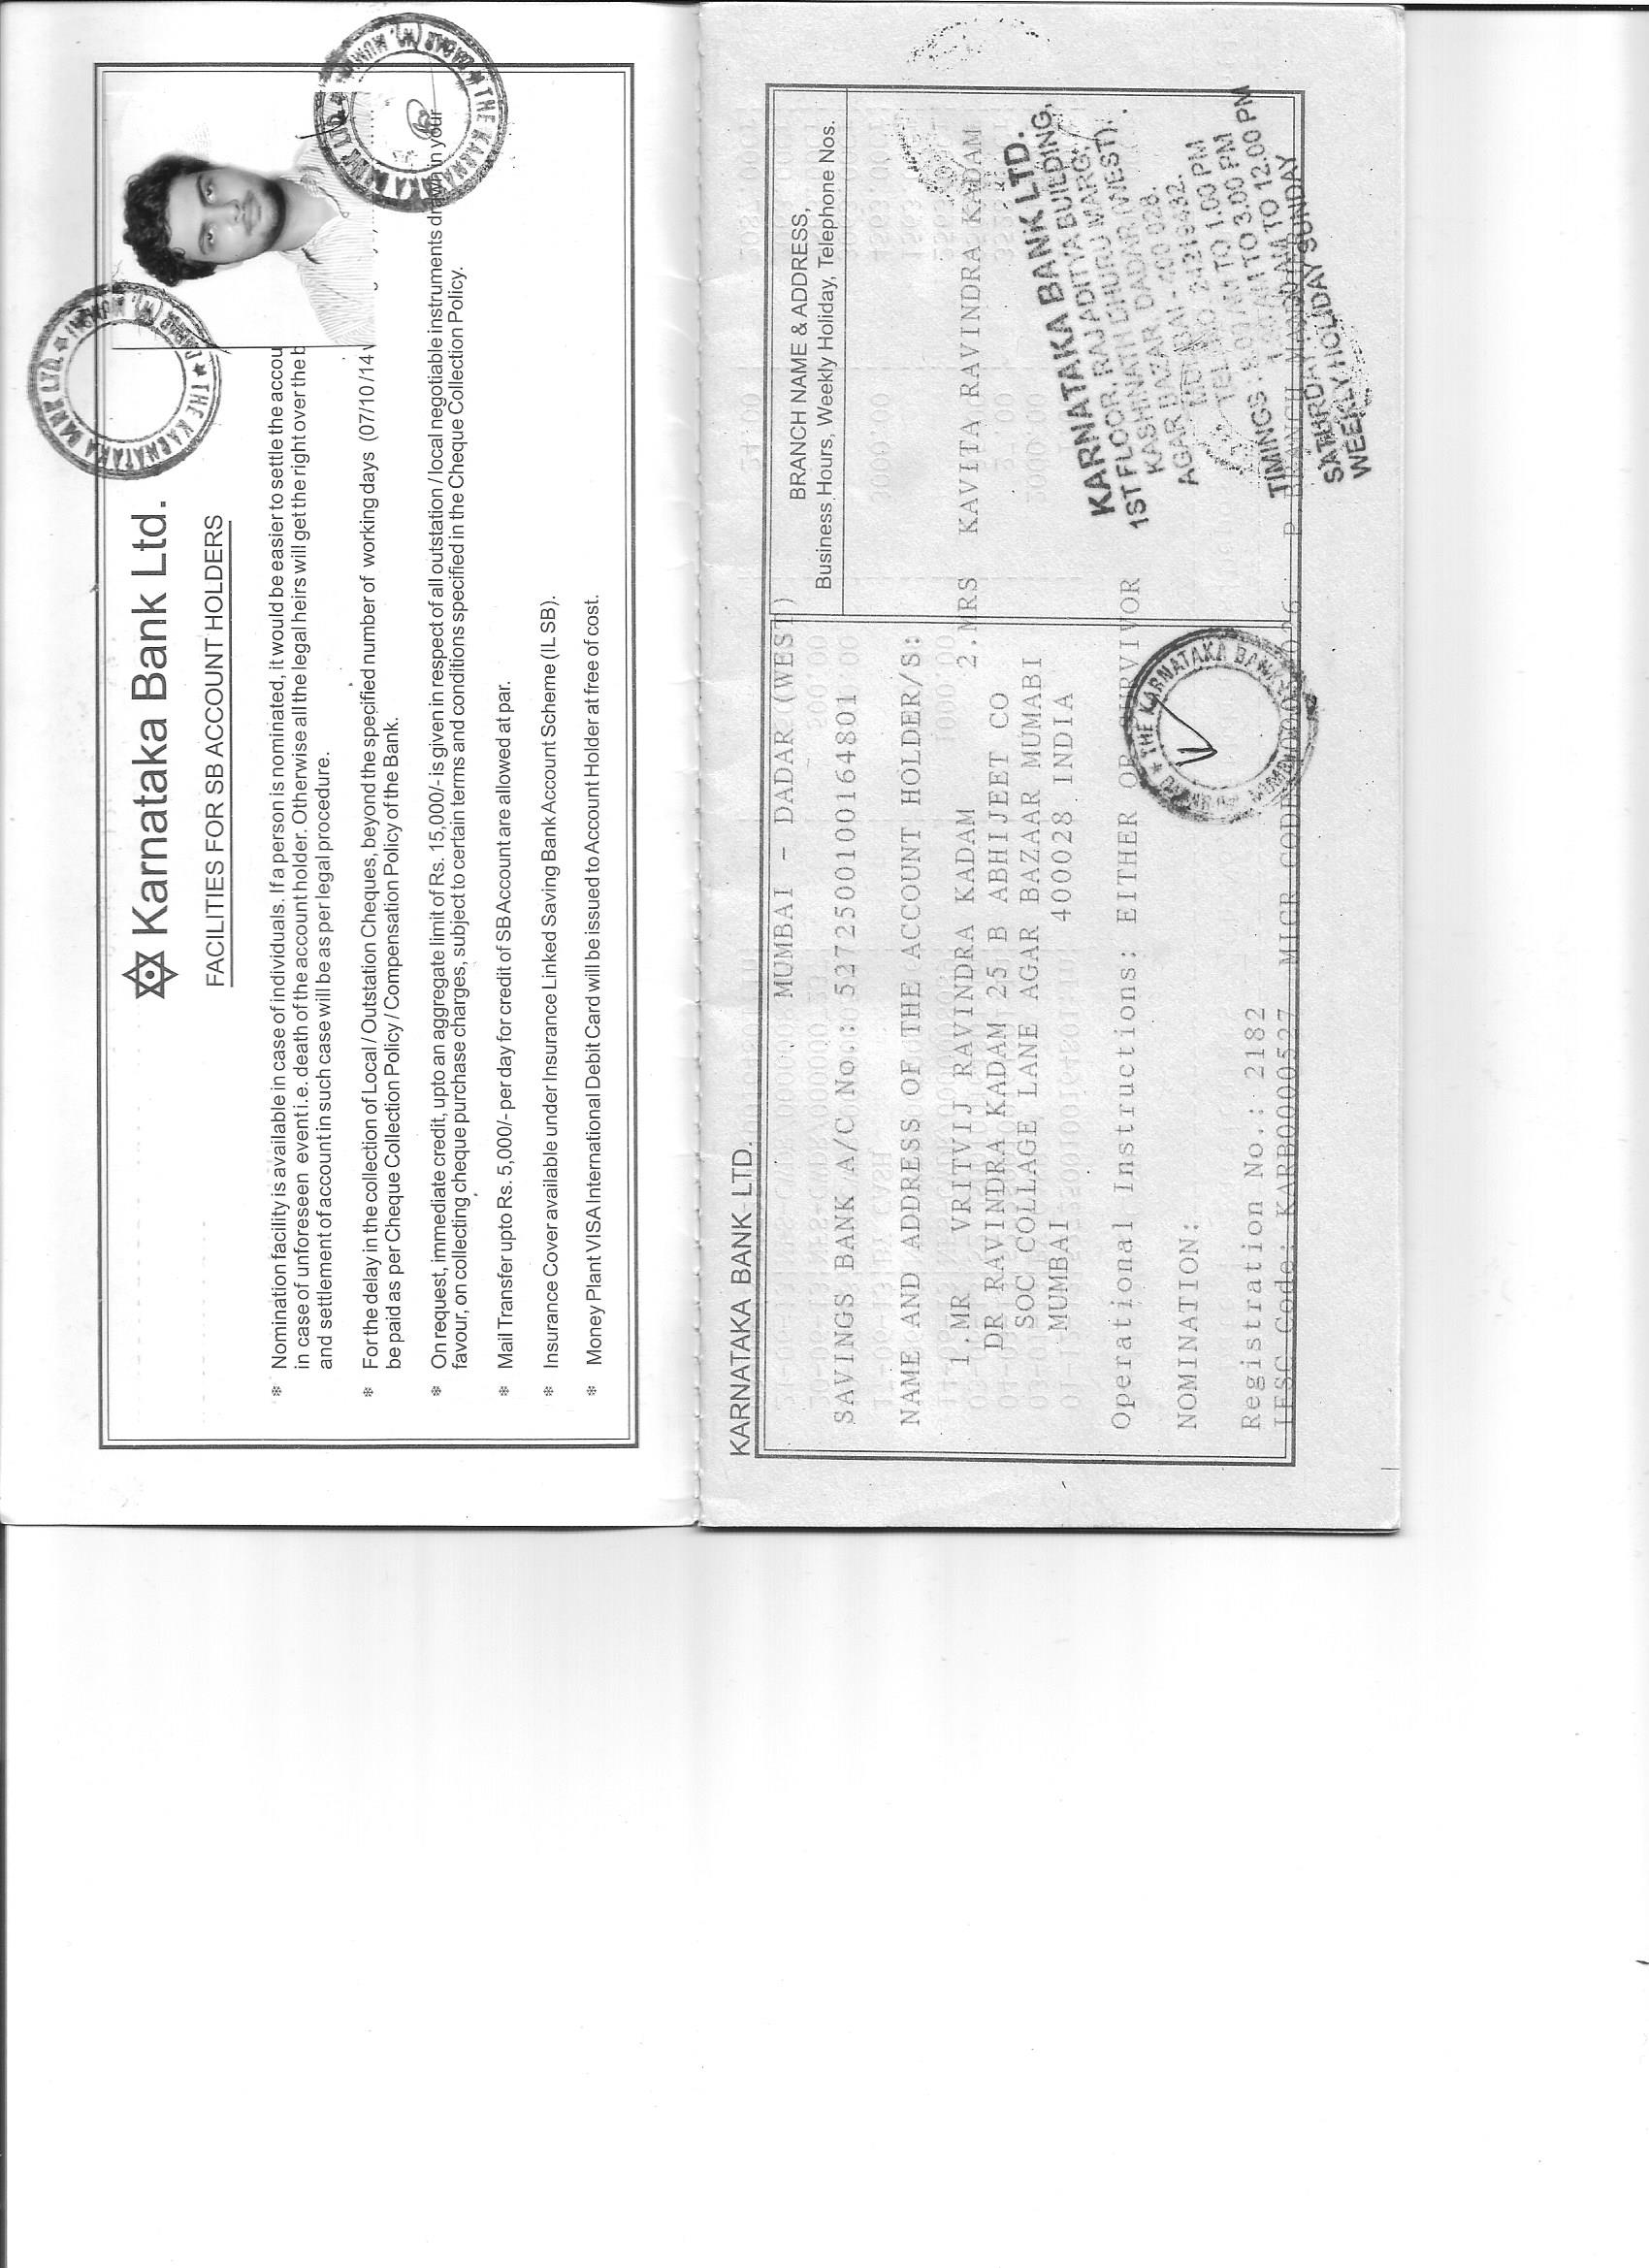 Karnataka Bank Ltd.
FACILITIES FOR SB ACCOUNT HOLDERS
* Nomination facility is available in case of individuals. If a person is nominated, it would be easier to settle the accou
in case of unforeseen event i.e. death of the account holder. Otherwise all the legal heirs will get the right over the b
and settlement of account in such case will be as per legal procedure.
* For the delay in the collection of Local / Outstation Cheques, beyond the specified number of working days (07/10/14
be paid as per Cheque Collection Policy / Compensation Policy of the Bank.
* On request, immediate credit, upto an aggregate limit of Rs. 15,000/- is given in respect of all outstation / local negotiable instruments drawn in your
favour, on collecting cheque purchase charges, subject to certain terms and conditions specified in the Cheque Collection Policy.
* Mail Transfer upto Rs. 5,000/- per day for credit of SB Account are allowed at par.
* Insurance Cover available under Insurance Linked Saving Bank Account Scheme (IL SB).
* Money Plant VISA International Debit Card will be issued to Account Holder at free of cost.
THE KARNATAKA BANK LTD. DADAR (W), MUMBAI
THE KARNATAKA BANK LTD. DADAR (W), MUM
KARNATAKA BANK LTD.
MUMBAI - DADAR (WEST)
SAVINGS BANK A/C No.: 5272500100164801
NAME AND ADDRESS OF THE ACCOUNT HOLDER/S:
1.MR VRITVIJ RAVINDRA KADAM 2.MRS KAVITA RAVINDRA KADAM
DR RAVINDRA KADAM 25 B ABHIJEET CO
SOC COLLAGE LANE AGAR BAZAAR MUMABI
MUMBAI 400028 INDIA
Operational Instructions: EITHER OR SURVIVOR
NOMINATION:
Registration No.: 2182
IFSC Code: KARB0000527 MICR CODE
BRANCH NAME & ADDRESS,
Business Hours, Weekly Holiday, Telephone Nos.
KARNATAKA BANK LTD.
1ST FLOOR, RAJ ADITYA BUILDING,
KASHINATH DHURU MARG,
AGAR BAZAR, DADAR (WEST).
MUMBAI - 400 028.
TEL. NO. 24219432.
TIMINGS : TO 1.00 PM
TO 3.00 PM
SATURDAY: TO 12.00 PM
WEEKLY HOLIDAY SUNDAY
THE KARNATAKA BANK